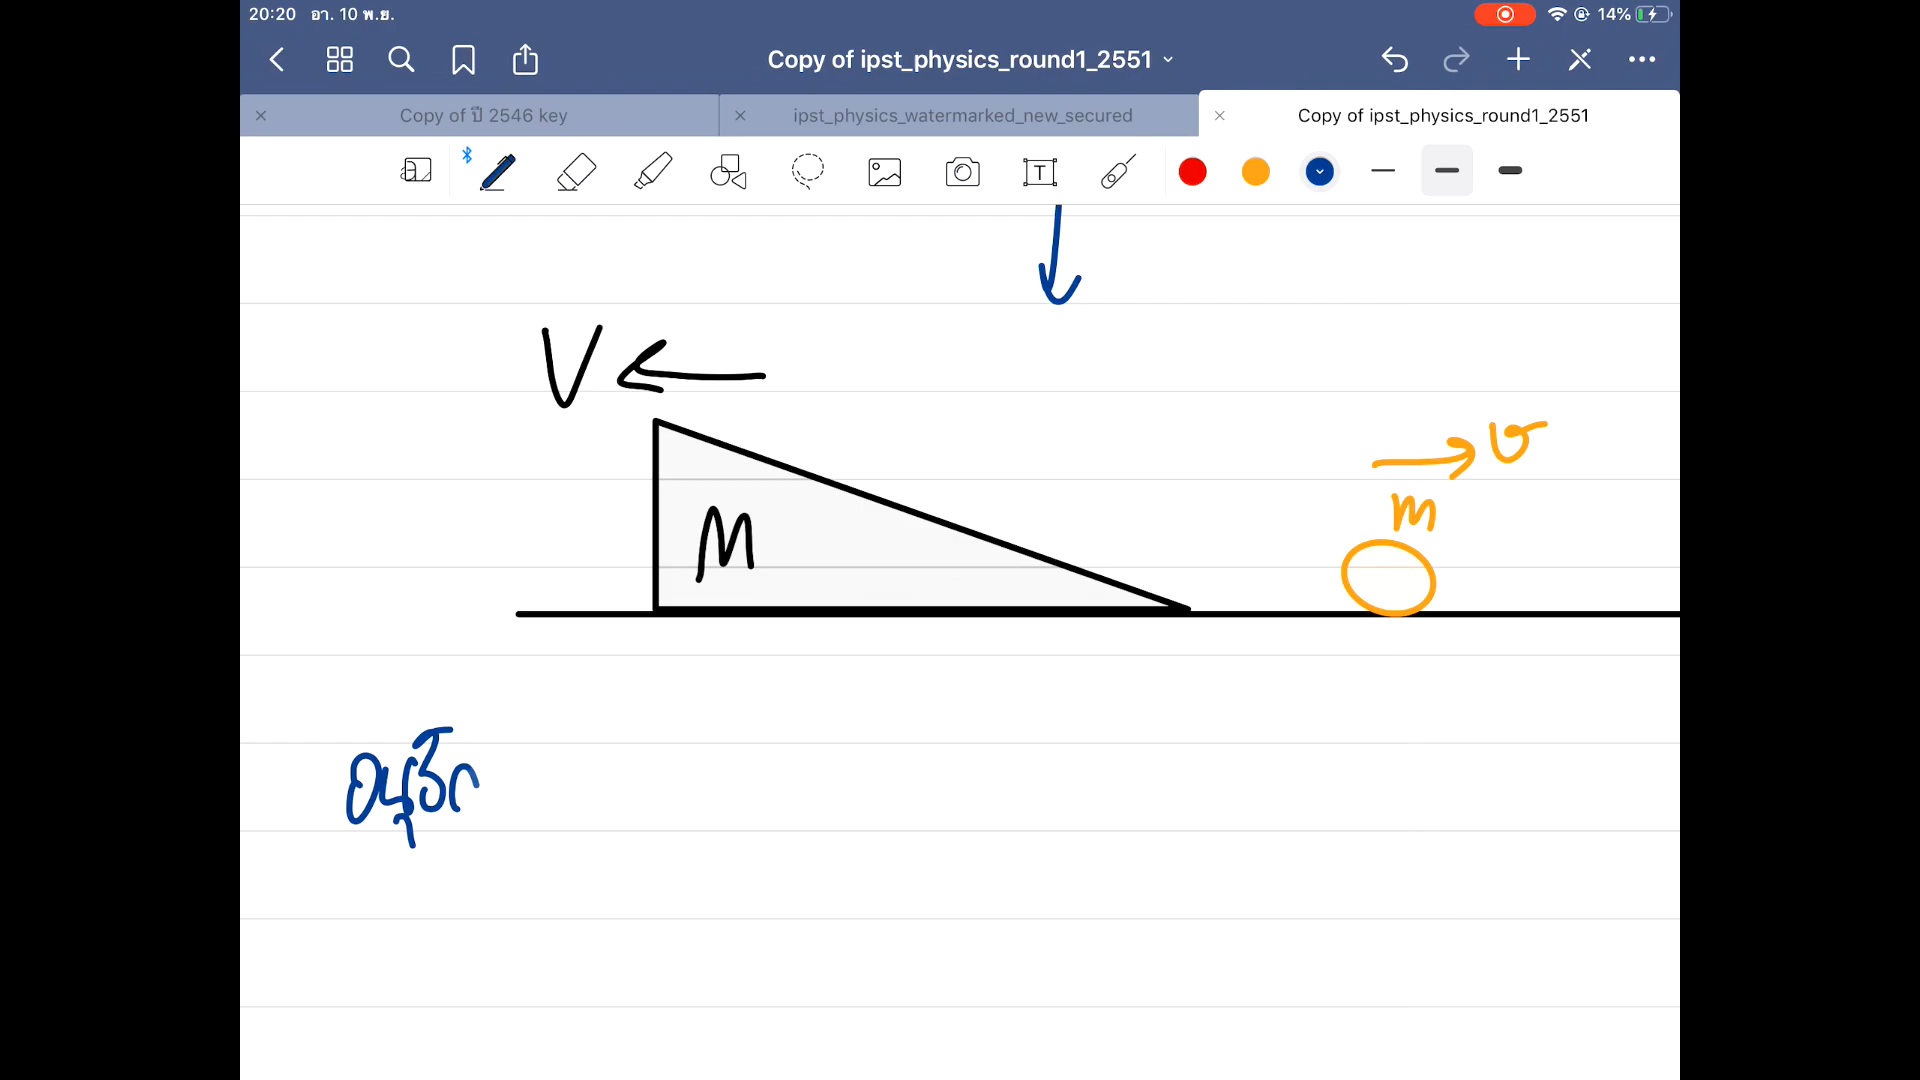 20:20 อา. 10 พ.ย. 14%
Copy of ipst_physics_round1_2551
Copy of ปี 2546 key ipst_physics_watermarked_new_secured Copy of ipst_physics_round1_2551
T
V
v
m
M
อนุรัก